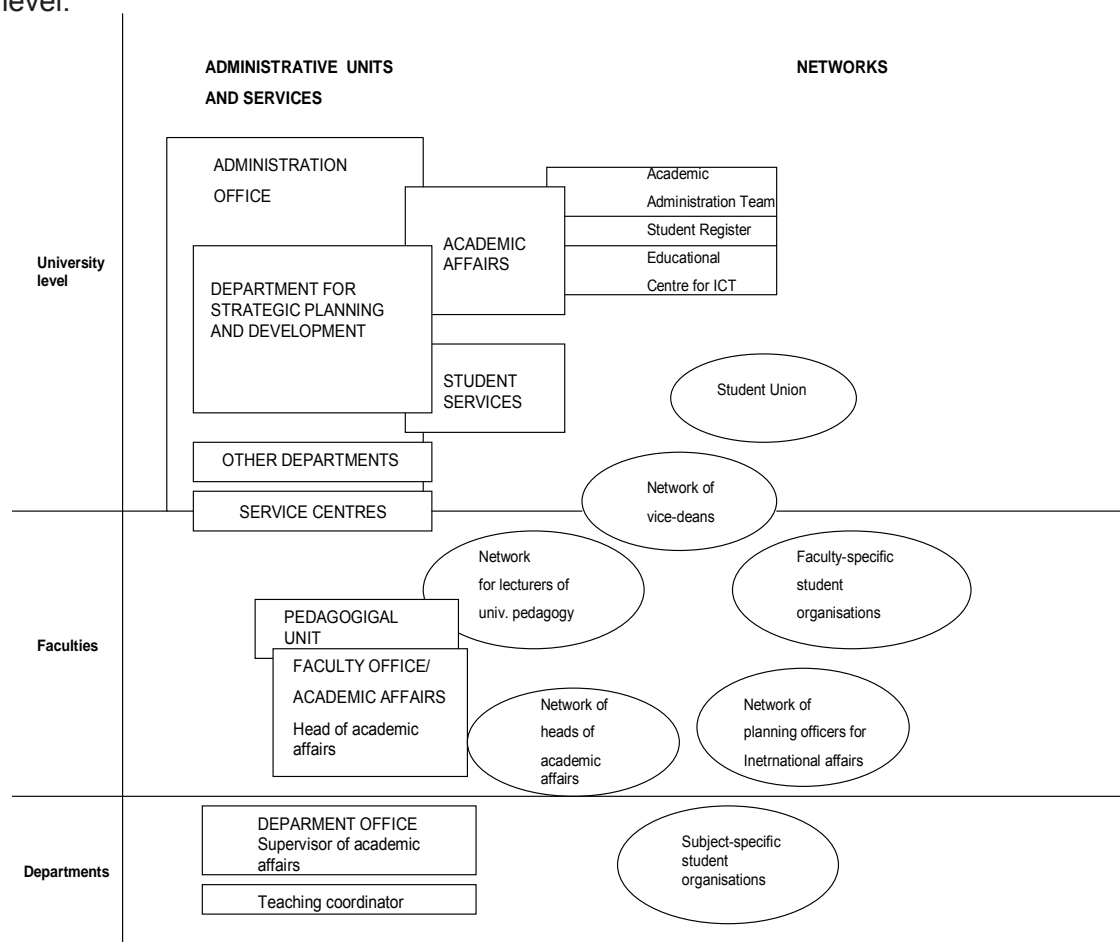 level.
ADMINISTRATIVE UNITS
AND SERVICES
NETWORKS
ADMINISTRATION
OFFICE
Academic
Administration Team
Student Register
Educational
Centre for ICT
ACADEMIC
AFFAIRS
University
level
DEPARTMENT FOR
STRATEGIC PLANNING
AND DEVELOPMENT
STUDENT
SERVICES
Student Union
OTHER DEPARTMENTS
SERVICE CENTRES
Network of
vice-deans
Network
for lecturers of
univ. pedagogy
Faculty-specific
student
organisations
Faculties
PEDAGOGIGAL
UNIT
FACULTY OFFICE/
ACADEMIC AFFAIRS
Head of academic
affairs
Network of
heads of
academic
affairs
Network of
planning officers for
Inetrnational affairs
Departments
DEPARMENT OFFICE
Supervisor of academic
affairs
Teaching coordinator
Subject-specific
student
organisations